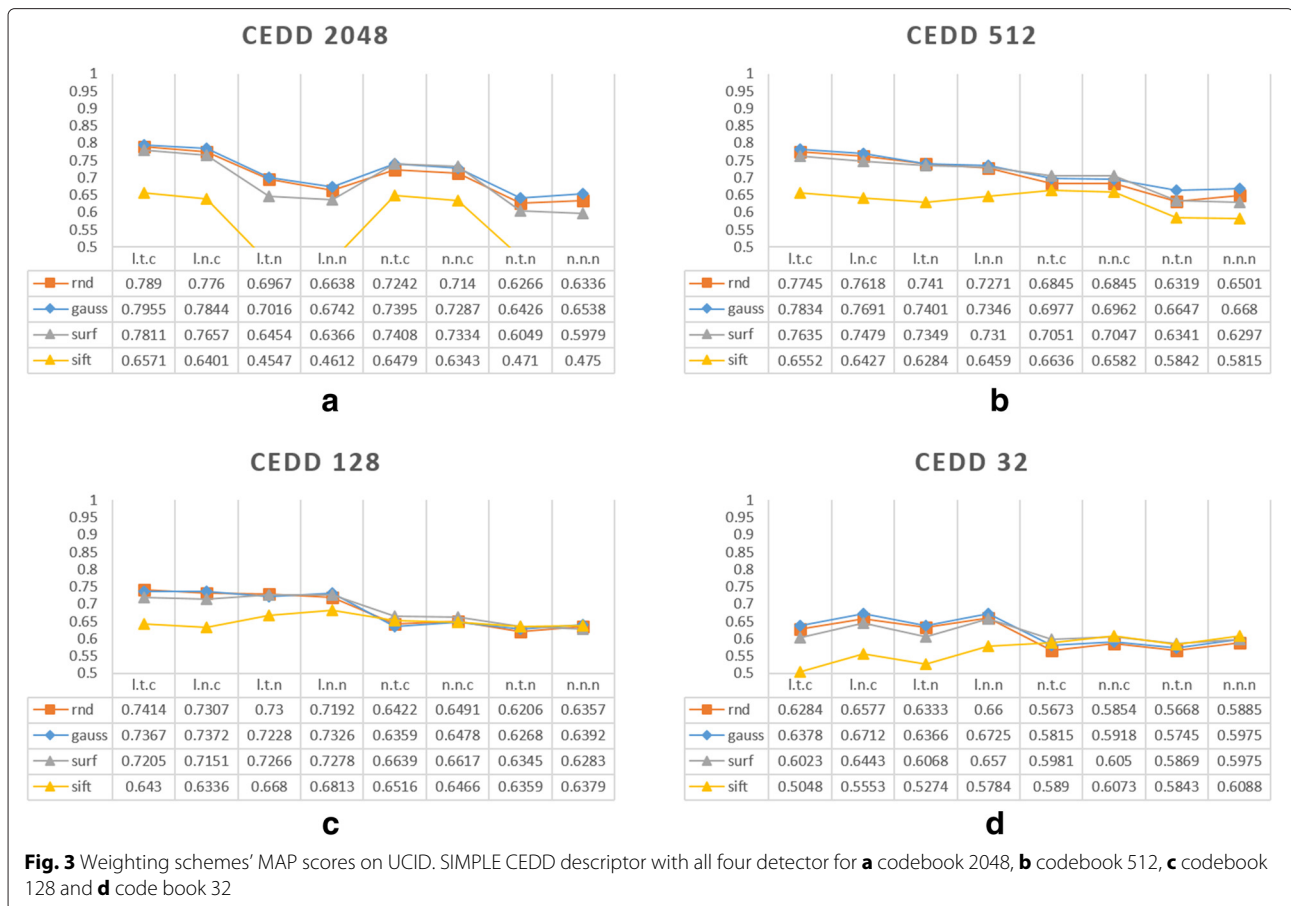 CEDD 2048
1
0.95
0.9
0.85
0.8
0.75
0.7
0.65
0.6
0.55
0.5
l.t.c l.n.c l.t.n l.n.n n.t.c n.n.c n.t.n n.n.n
rnd 0.789 0.776 0.6967 0.6638 0.7242 0.714 0.6266 0.6336
gauss 0.7955 0.7844 0.7016 0.6742 0.7395 0.7287 0.6426 0.6538
surf 0.7811 0.7657 0.6454 0.6366 0.7408 0.7334 0.6049 0.5979
sift 0.6571 0.6401 0.4547 0.4612 0.6479 0.6343 0.471 0.475
a
CEDD 512
1
0.95
0.9
0.85
0.8
0.75
0.7
0.65
0.6
0.55
0.5
l.t.c l.n.c l.t.n l.n.n n.t.c n.n.c n.t.n n.n.n
rnd 0.7745 0.7618 0.741 0.7271 0.6845 0.6845 0.6319 0.6501
gauss 0.7834 0.7691 0.7401 0.7346 0.6977 0.6962 0.6647 0.668
surf 0.7635 0.7479 0.7349 0.731 0.7051 0.7047 0.6341 0.6297
sift 0.6552 0.6427 0.6284 0.6459 0.6636 0.6582 0.5842 0.5815
b
CEDD 128
1
0.95
0.9
0.85
0.8
0.75
0.7
0.65
0.6
0.55
0.5
l.t.c l.n.c l.t.n l.n.n n.t.c n.n.c n.t.n n.n.n
rnd 0.7414 0.7307 0.73 0.7192 0.6422 0.6491 0.6206 0.6357
gauss 0.7367 0.7372 0.7228 0.7326 0.6359 0.6478 0.6268 0.6392
surf 0.7205 0.7151 0.7266 0.7278 0.6639 0.6617 0.6345 0.6283
sift 0.643 0.6336 0.668 0.6813 0.6516 0.6466 0.6359 0.6379
c
CEDD 32
1
0.95
0.9
0.85
0.8
0.75
0.7
0.65
0.6
0.55
0.5
l.t.c l.n.c l.t.n l.n.n n.t.c n.n.c n.t.n n.n.n
rnd 0.6284 0.6577 0.6333 0.66 0.5673 0.5854 0.5668 0.5885
gauss 0.6378 0.6712 0.6366 0.6725 0.5815 0.5918 0.5745 0.5975
surf 0.6023 0.6443 0.6068 0.657 0.5981 0.605 0.5869 0.5975
sift 0.5048 0.5553 0.5274 0.5784 0.589 0.6073 0.5843 0.6088
d
Fig. 3 Weighting schemes' MAP scores on UCID. SIMPLE CEDD descriptor with all four detector for a codebook 2048, b codebook 512, c codebook
128 and d code book 32